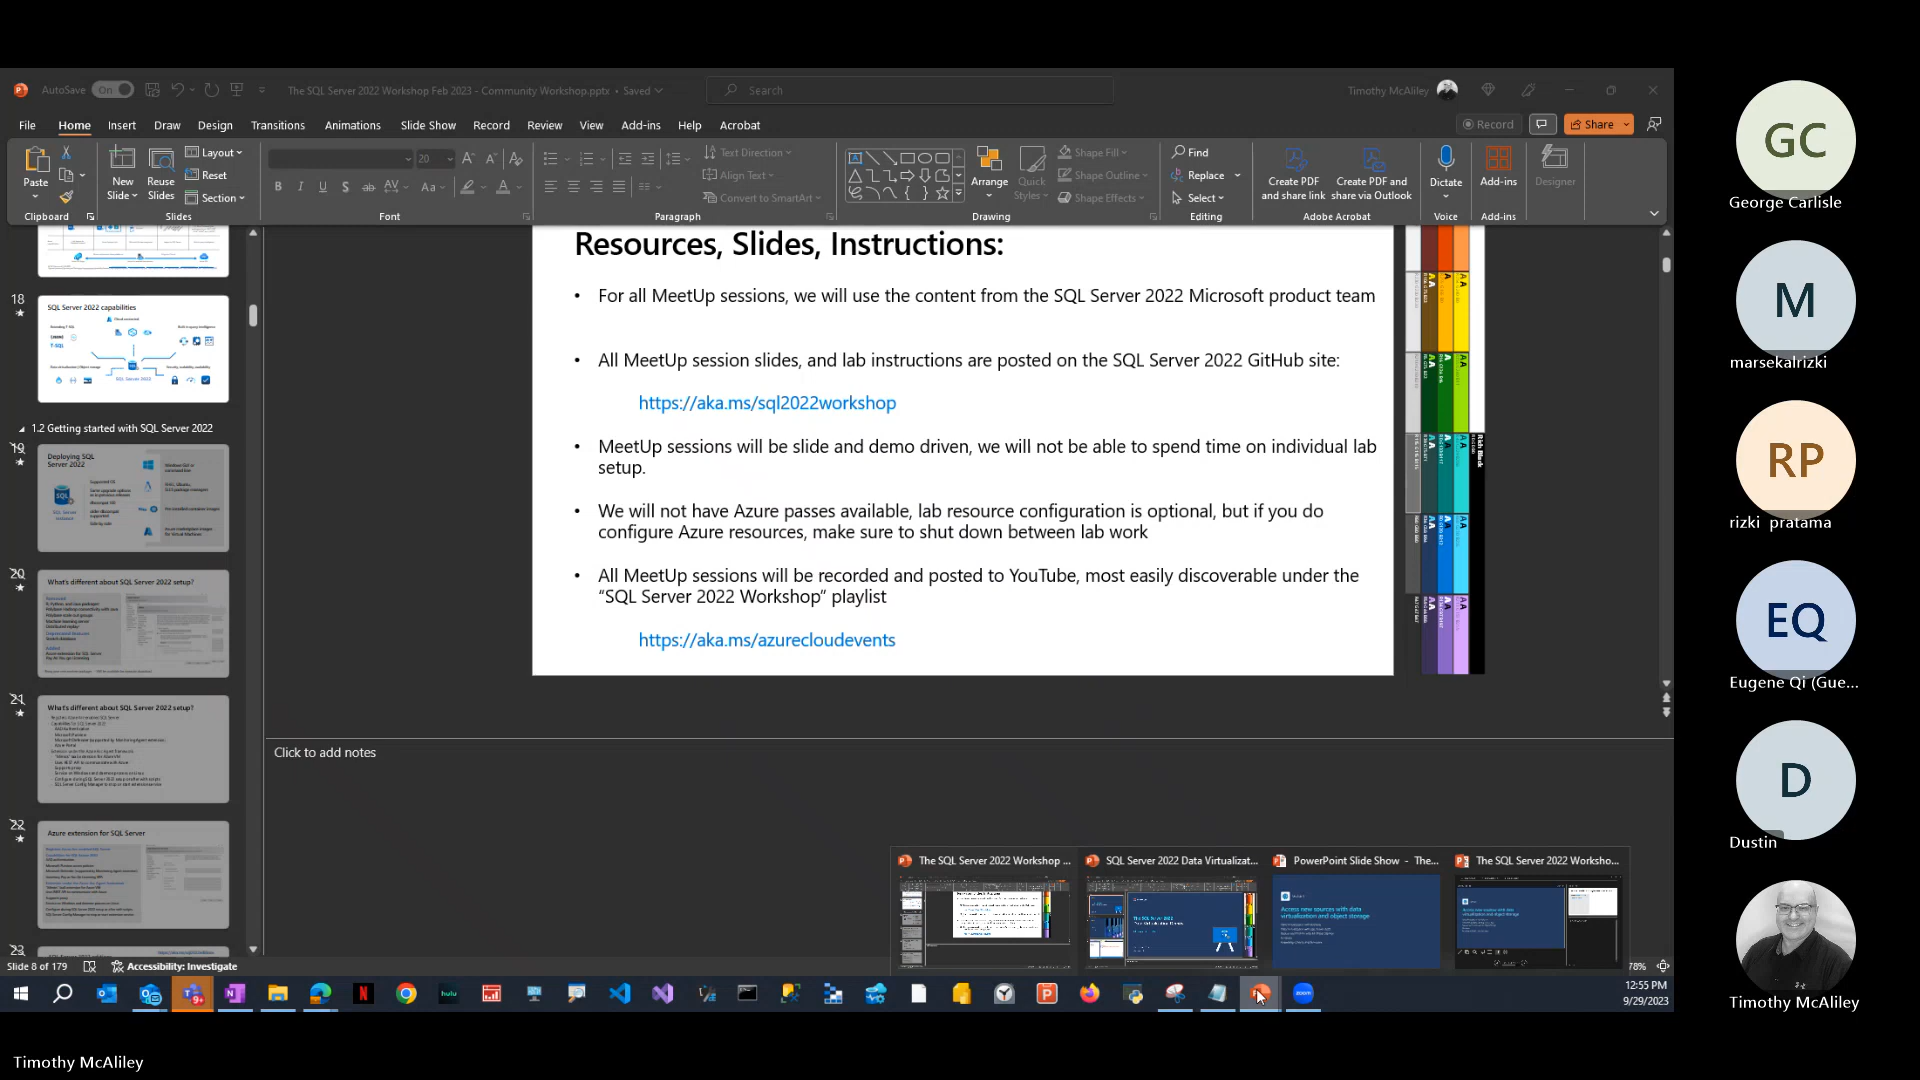 AutoSave On
The SQL Server 2022 Workshop Feb 2023 - Community Workshop.pptx • Saved
Search
Timothy McAliley
File Home Insert Draw Design Transitions Animations Slide Show Record Review View Add-ins Help Acrobat
Record Share
Paste
New Slide
Reuse Slides
Layout
Reset
Section
20
Text Direction
Align Text
Convert to SmartArt
Arrange
Quick Styles
Shape Fill
Shape Outline
Shape Effects
Find
Replace
Select
Create PDF and share link
Create PDF and share via Outlook
Dictate
Add-ins
Designer
Clipboard Slides Font Paragraph Drawing Editing Adobe Acrobat Voice Add-ins
18
SQL Server 2022 capabilities
SQL Server 2022
1.2 Getting started with SQL Server 2022
19
Deploying SQL
Server 2022
20
What's different about SQL Server 2022 setup?
21
What's different about SQL Server 2022 setup?
22
Azure extension for SQL Server
23
Resources, Slides, Instructions:
• For all MeetUp sessions, we will use the content from the SQL Server 2022 Microsoft product team
• All MeetUp session slides, and lab instructions are posted on the SQL Server 2022 GitHub site:
https://aka.ms/sql2022workshop
• MeetUp sessions will be slide and demo driven, we will not be able to spend time on individual lab
setup.
• We will not have Azure passes available, lab resource configuration is optional, but if you do
configure Azure resources, make sure to shut down between lab work
• All MeetUp sessions will be recorded and posted to YouTube, most easily discoverable under the
“SQL Server 2022 Workshop” playlist
https://aka.ms/azurecloudevents
Click to add notes
The SQL Server 2022 Workshop ...
SQL Server 2022 Data Virtualizat...
PowerPoint Slide Show - The...
The SQL Server 2022 Worksho...
Access new sources with data
virtualization and object storage
Slide 8 of 179
Accessibility: Investigate
78%
hulu
zoom
12:55 PM
9/29/2023
GC
George Carlisle
M
marsekalrizki
RP
rizki pratama
EQ
Eugene Qi (Gue...
D
Dustin
Timothy McAliley
Timothy McAliley